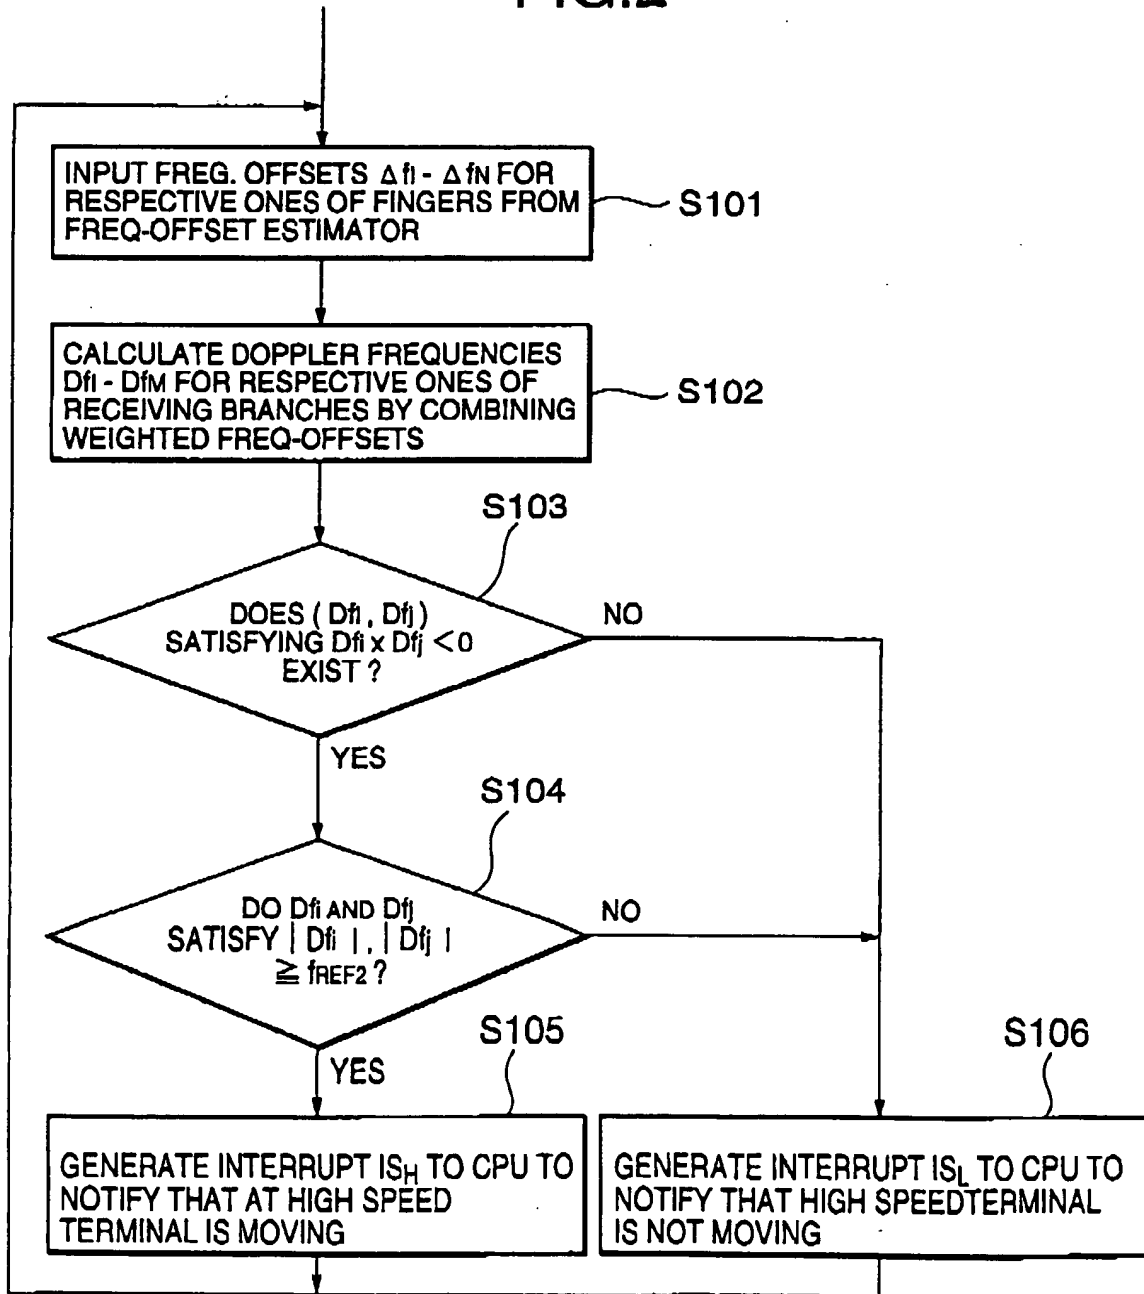 FIG.2
INPUT FREG. OFFSETS Δf1 - ΔfN FOR
RESPECTIVE ONES OF FINGERS FROM
FREQ-OFFSET ESTIMATOR
S101
CALCULATE DOPPLER FREQUENCIES
Df1 - DfM FOR RESPECTIVE ONES OF
RECEIVING BRANCHES BY COMBINING
WEIGHTED FREQ-OFFSETS
S102
S103
DOES ( Dfi , Dfj )
SATISFYING Dfi x Dfj < 0
EXIST ?
NO
YES
S104
DO Dfi AND Dfj
SATISFY | Dfi | , | Dfj |
≧ fREF2 ?
NO
YES
S105
S106
GENERATE INTERRUPT ISH TO CPU TO
NOTIFY THAT AT HIGH SPEED
TERMINAL IS MOVING
GENERATE INTERRUPT ISL TO CPU TO
NOTIFY THAT HIGH SPEEDTERMINAL
IS NOT MOVING